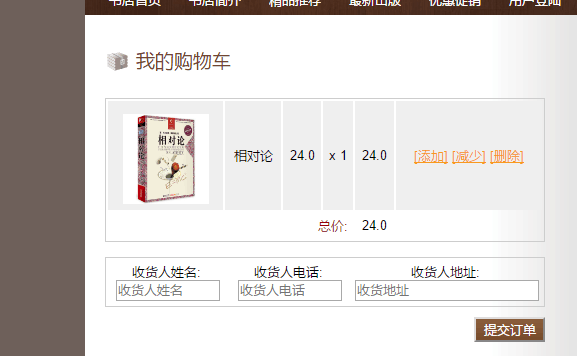 书店首页 书店简介 精品推荐 最新出版 优惠促销 用户登陆
我的购物车
相对论
相对论 24.0 x 1 24.0 [添加] [减少] [删除]
总价: 24.0
收货人姓名: 收货人电话: 收货人地址:
收货人姓名 收货人电话 收货地址
提交订单